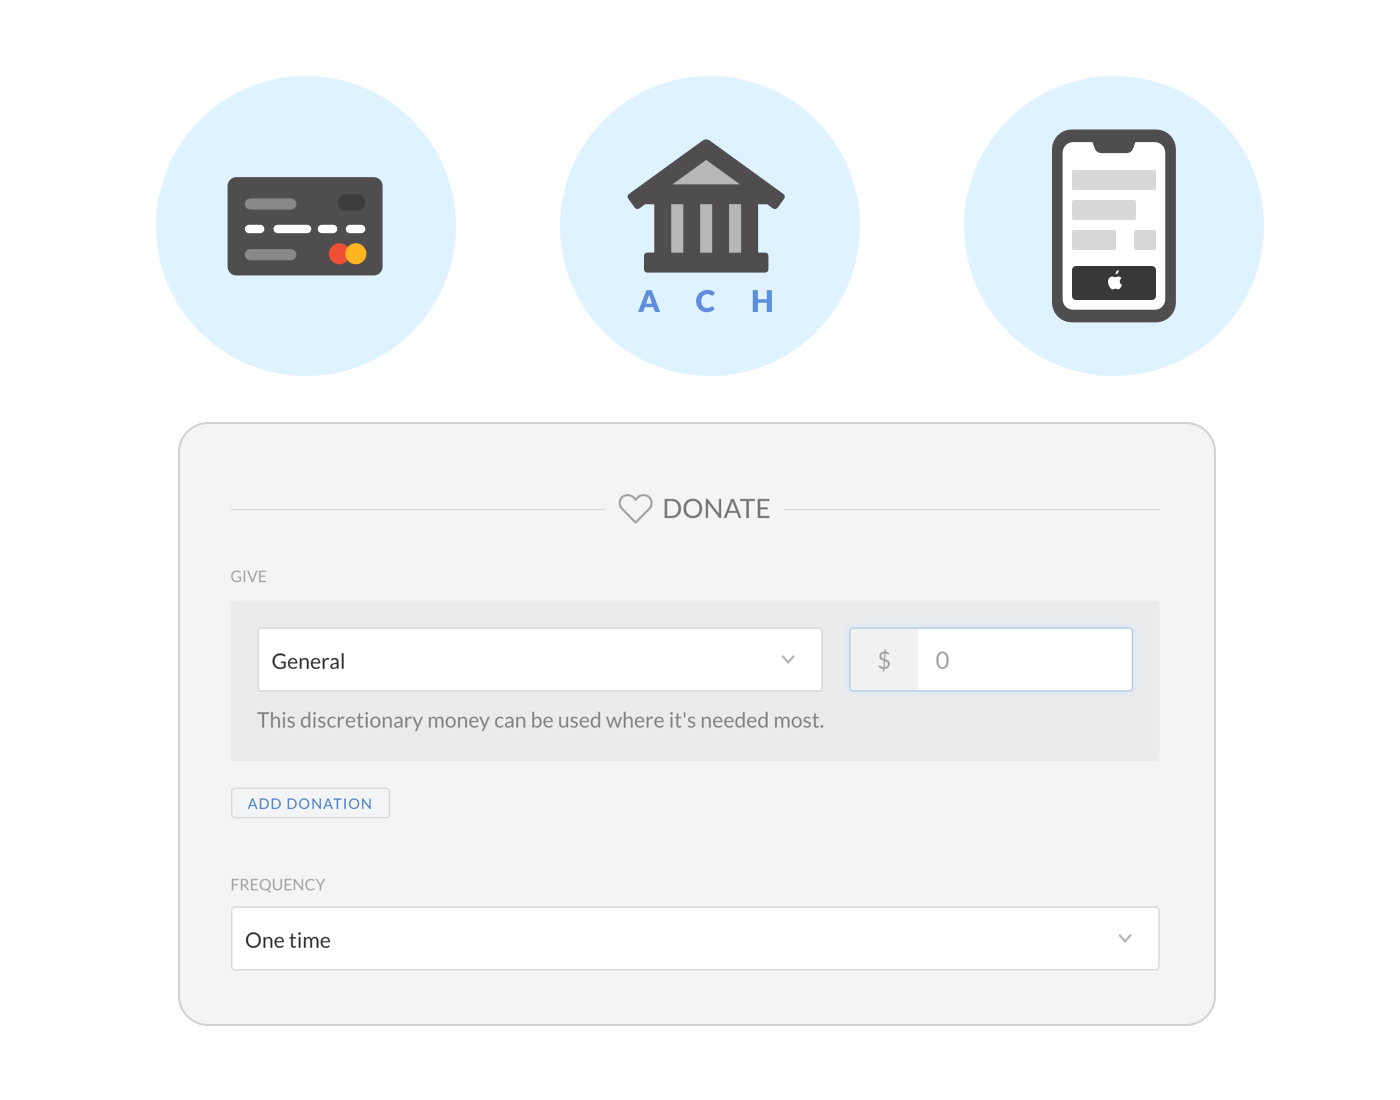 A C H
DONATE
GIVE
General
$ 0
This discretionary money can be used where it's needed most.
ADD DONATION
FREQUENCY
One time